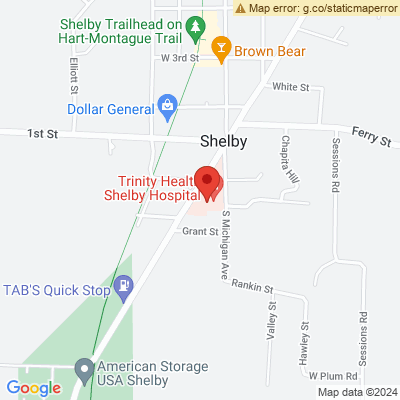 Map error: g.co/staticmaperror
Shelby Trailhead on
Hart-Montague Trail
W 3rd St
Brown Bear
Elliott St
White St
Dollar General
1st St
Ferry St
Shelby
Chapita Hill
Sessions Rd
Trinity Health
Shelby Hospital
Grant St
S Michigan Ave
Rankin St
TAB'S Quick Stop
Valley St
Hawley St
Sessions Rd
American Storage
USA Shelby
W Plum Rd
Google
Map data ©2024